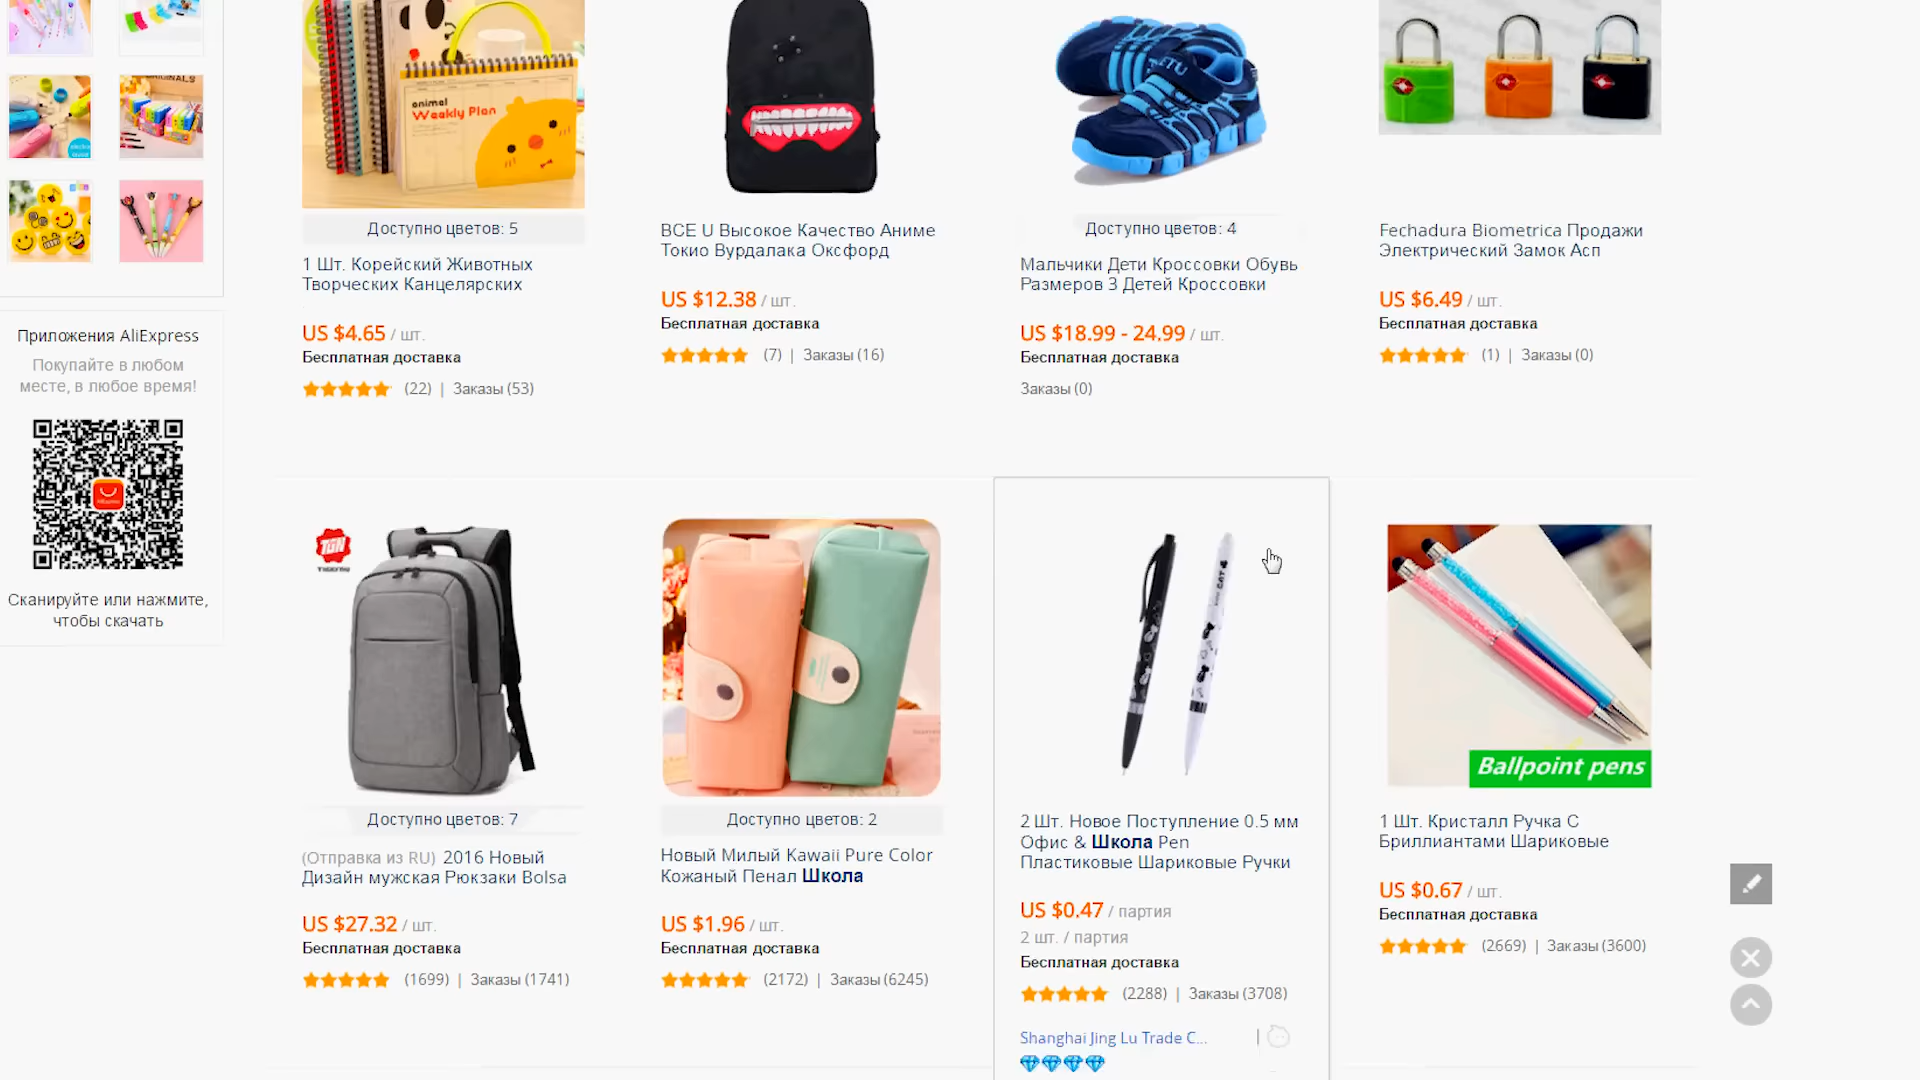 ORIGINALS
Приложения AliExpress
Покупайте в любом
месте, в любое время!
Сканируйте или нажмите,
чтобы скачать
animal
Weekly Plan
Доступно цветов: 5
1 Шт. Корейский Животных
Творческих Канцелярских
US $4.65 / шт.
Бесплатная доставка
(22) | Заказы (53)
BCE U Высокое Качество Аниме
Токио Вурдалака Оксфорд
US $12.38 / шт.
Бесплатная доставка
(7) | Заказы (16)
Доступно цветов: 4
Мальчики Дети Кроссовки Обувь
Размеров 3 Детей Кроссовки
US $18.99 - 24.99 / шт.
Бесплатная доставка
Заказы (0)
Fechadura Biometrica Продажи
Электрический Замок Асп
US $6.49 / шт.
Бесплатная доставка
(1) | Заказы (0)
Доступно цветов: 7
(Отправка из RU) 2016 Новый
Дизайн мужская Рюкзаки Bolsa
US $27.32 / шт.
Бесплатная доставка
(1699) | Заказы (1741)
Доступно цветов: 2
Новый Милый Kawaii Pure Color
Кожаный Пенал Школа
US $1.96 / шт.
Бесплатная доставка
(2172) | Заказы (6245)
2 Шт. Новое Поступление 0.5 мм
Офис & Школа Pen
Пластиковые Шариковые Ручки
US $0.47 / партия
2 шт. / партия
Бесплатная доставка
(2288) | Заказы (3708)
Shanghai Jing Lu Trade C...
Ballpoint pens
1 Шт. Кристалл Ручка С
Бриллиантами Шариковые
US $0.67 / шт.
Бесплатная доставка
(2669) | Заказы (3600)